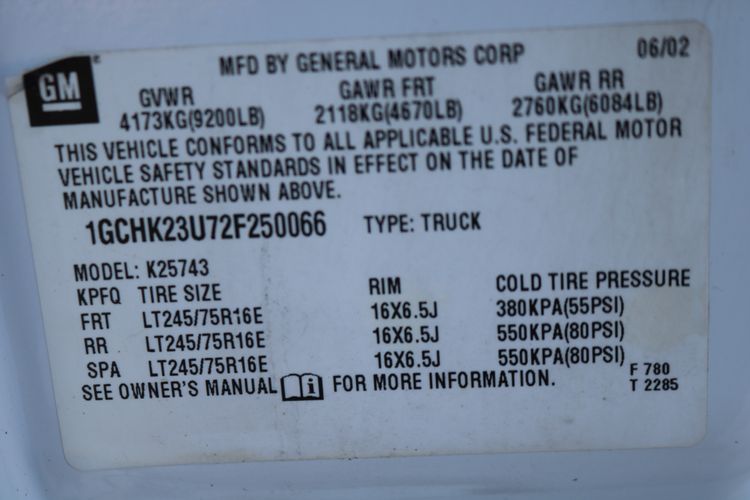 MFD BY GENERAL MOTORS CORP 06/02
GM
GVWR GAWR FRT GAWR RR
4173KG(9200LB) 2118KG(4670LB) 2760KG(6084LB)
THIS VEHICLE CONFORMS TO ALL APPLICABLE U.S. FEDERAL MOTOR
VEHICLE SAFETY STANDARDS IN EFFECT ON THE DATE OF
MANUFACTURE SHOWN ABOVE.
1GCHK23U72F250066 TYPE: TRUCK
MODEL: K25743
KPFQ TIRE SIZE RIM COLD TIRE PRESSURE
FRT LT245/75R16E 16X6.5J 380KPA(55PSI)
RR LT245/75R16E 16X6.5J 550KPA(80PSI)
SPA LT245/75R16E 16X6.5J 550KPA(80PSI)
SEE OWNER'S MANUAL i FOR MORE INFORMATION.
F 780
T 2285